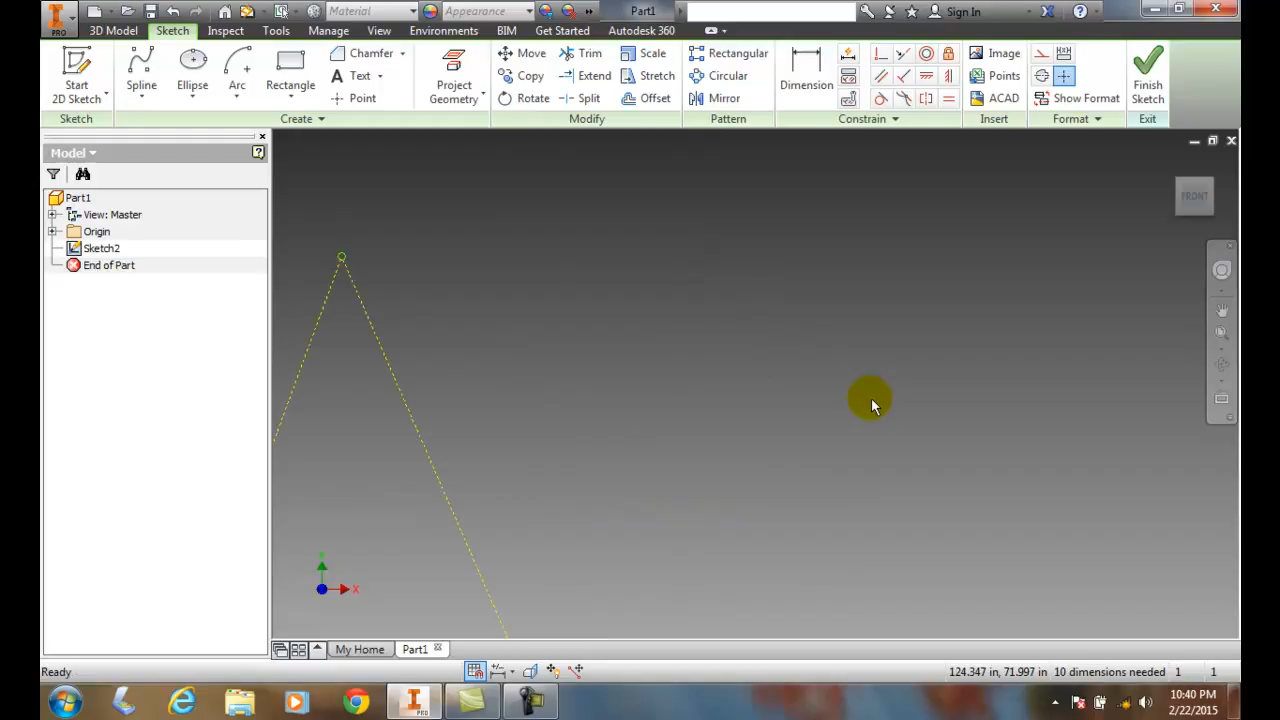 Material
Appearance
Part1
Sign In
PRO
3D Model
Sketch
Inspect
Tools
Manage
View
Environments
BIM
Get Started
Autodesk 360
Start
2D Sketch
Spline
Ellipse
Arc
Rectangle
Chamfer
Text
Point
Project
Geometry
Move
Copy
Rotate
Trim
Extend
Split
Scale
Stretch
Offset
Rectangular
Circular
Mirror
Dimension
Image
Points
ACAD
Show Format
Finish
Sketch
Sketch
Create
Modify
Pattern
Constrain
Insert
Format
Exit
Model
Part1
View: Master
Origin
Sketch2
End of Part
FRONT
X
My Home
Part1
Ready
124.347 in, 71.997 in
10 dimensions needed
1
1
PRO
10:40 PM
2/22/2015